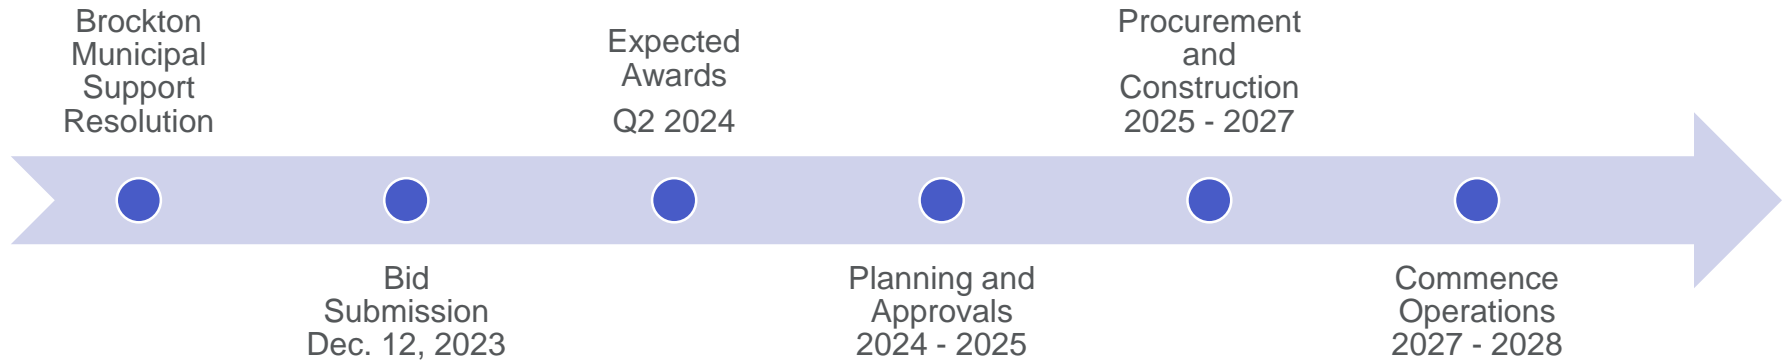 Brockton
Municipal
Support
Resolution
Bid
Submission
Dec. 12, 2023
Expected
Awards
Q2 2024
Planning and
Approvals
2024 - 2025
Procurement
and
Construction
2025 - 2027
Commence
Operations
2027 - 2028